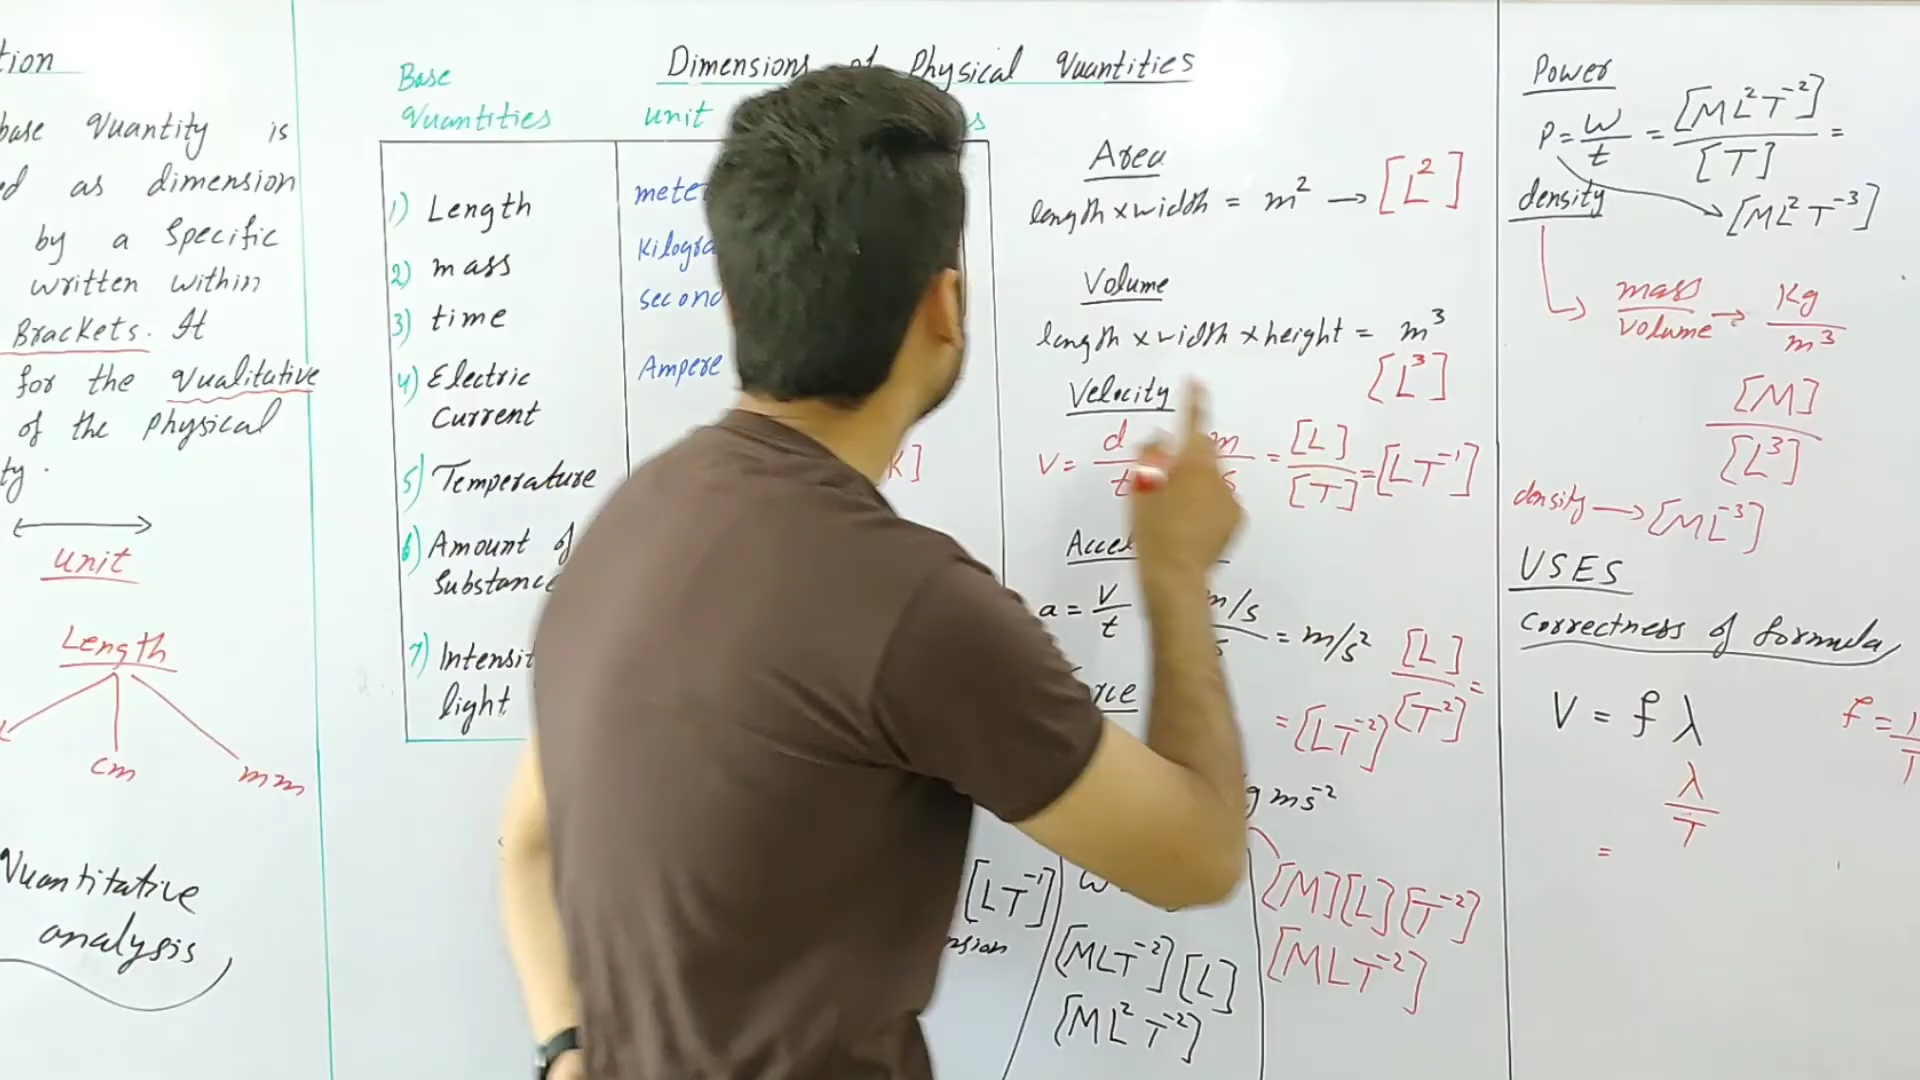 tion
base Quantity is
ed as dimension
by a Specific
written within
Brackets. It
for the Qualitative
of the Physical
ty.
unit
Length
cm mm
Quantitative
analysis
Dimensions of Physical Quantities
Base
Quantities
unit
1) Length
meter
2) mass
3) time
second
4) Electric
Current
Ampere
5) Temperature
K]
6) Amount of
Substance
7)
light
Area
length x width = m² → [L²]
Volume
length x width x height = m³
[L³]
Velocity
V = d/t m/s = [L]/[T] = [LT⁻¹]
a = V/t m/s = m/s² [L]/[T²] =
= [LT⁻²]
ms⁻²
[M][L][T⁻²]
[MLT⁻²]
[LT⁻¹]
W
[MLT⁻²][L]
[ML²T⁻²]
Power
P = W/t = [ML²T⁻²]/[T] =
[ML²T⁻³]
density
mass/volume → Kg/m³
[M]/[L³]
density → [ML⁻³]
USES
Correctness of formula
V = f λ
f = 1/T
λ/T
=